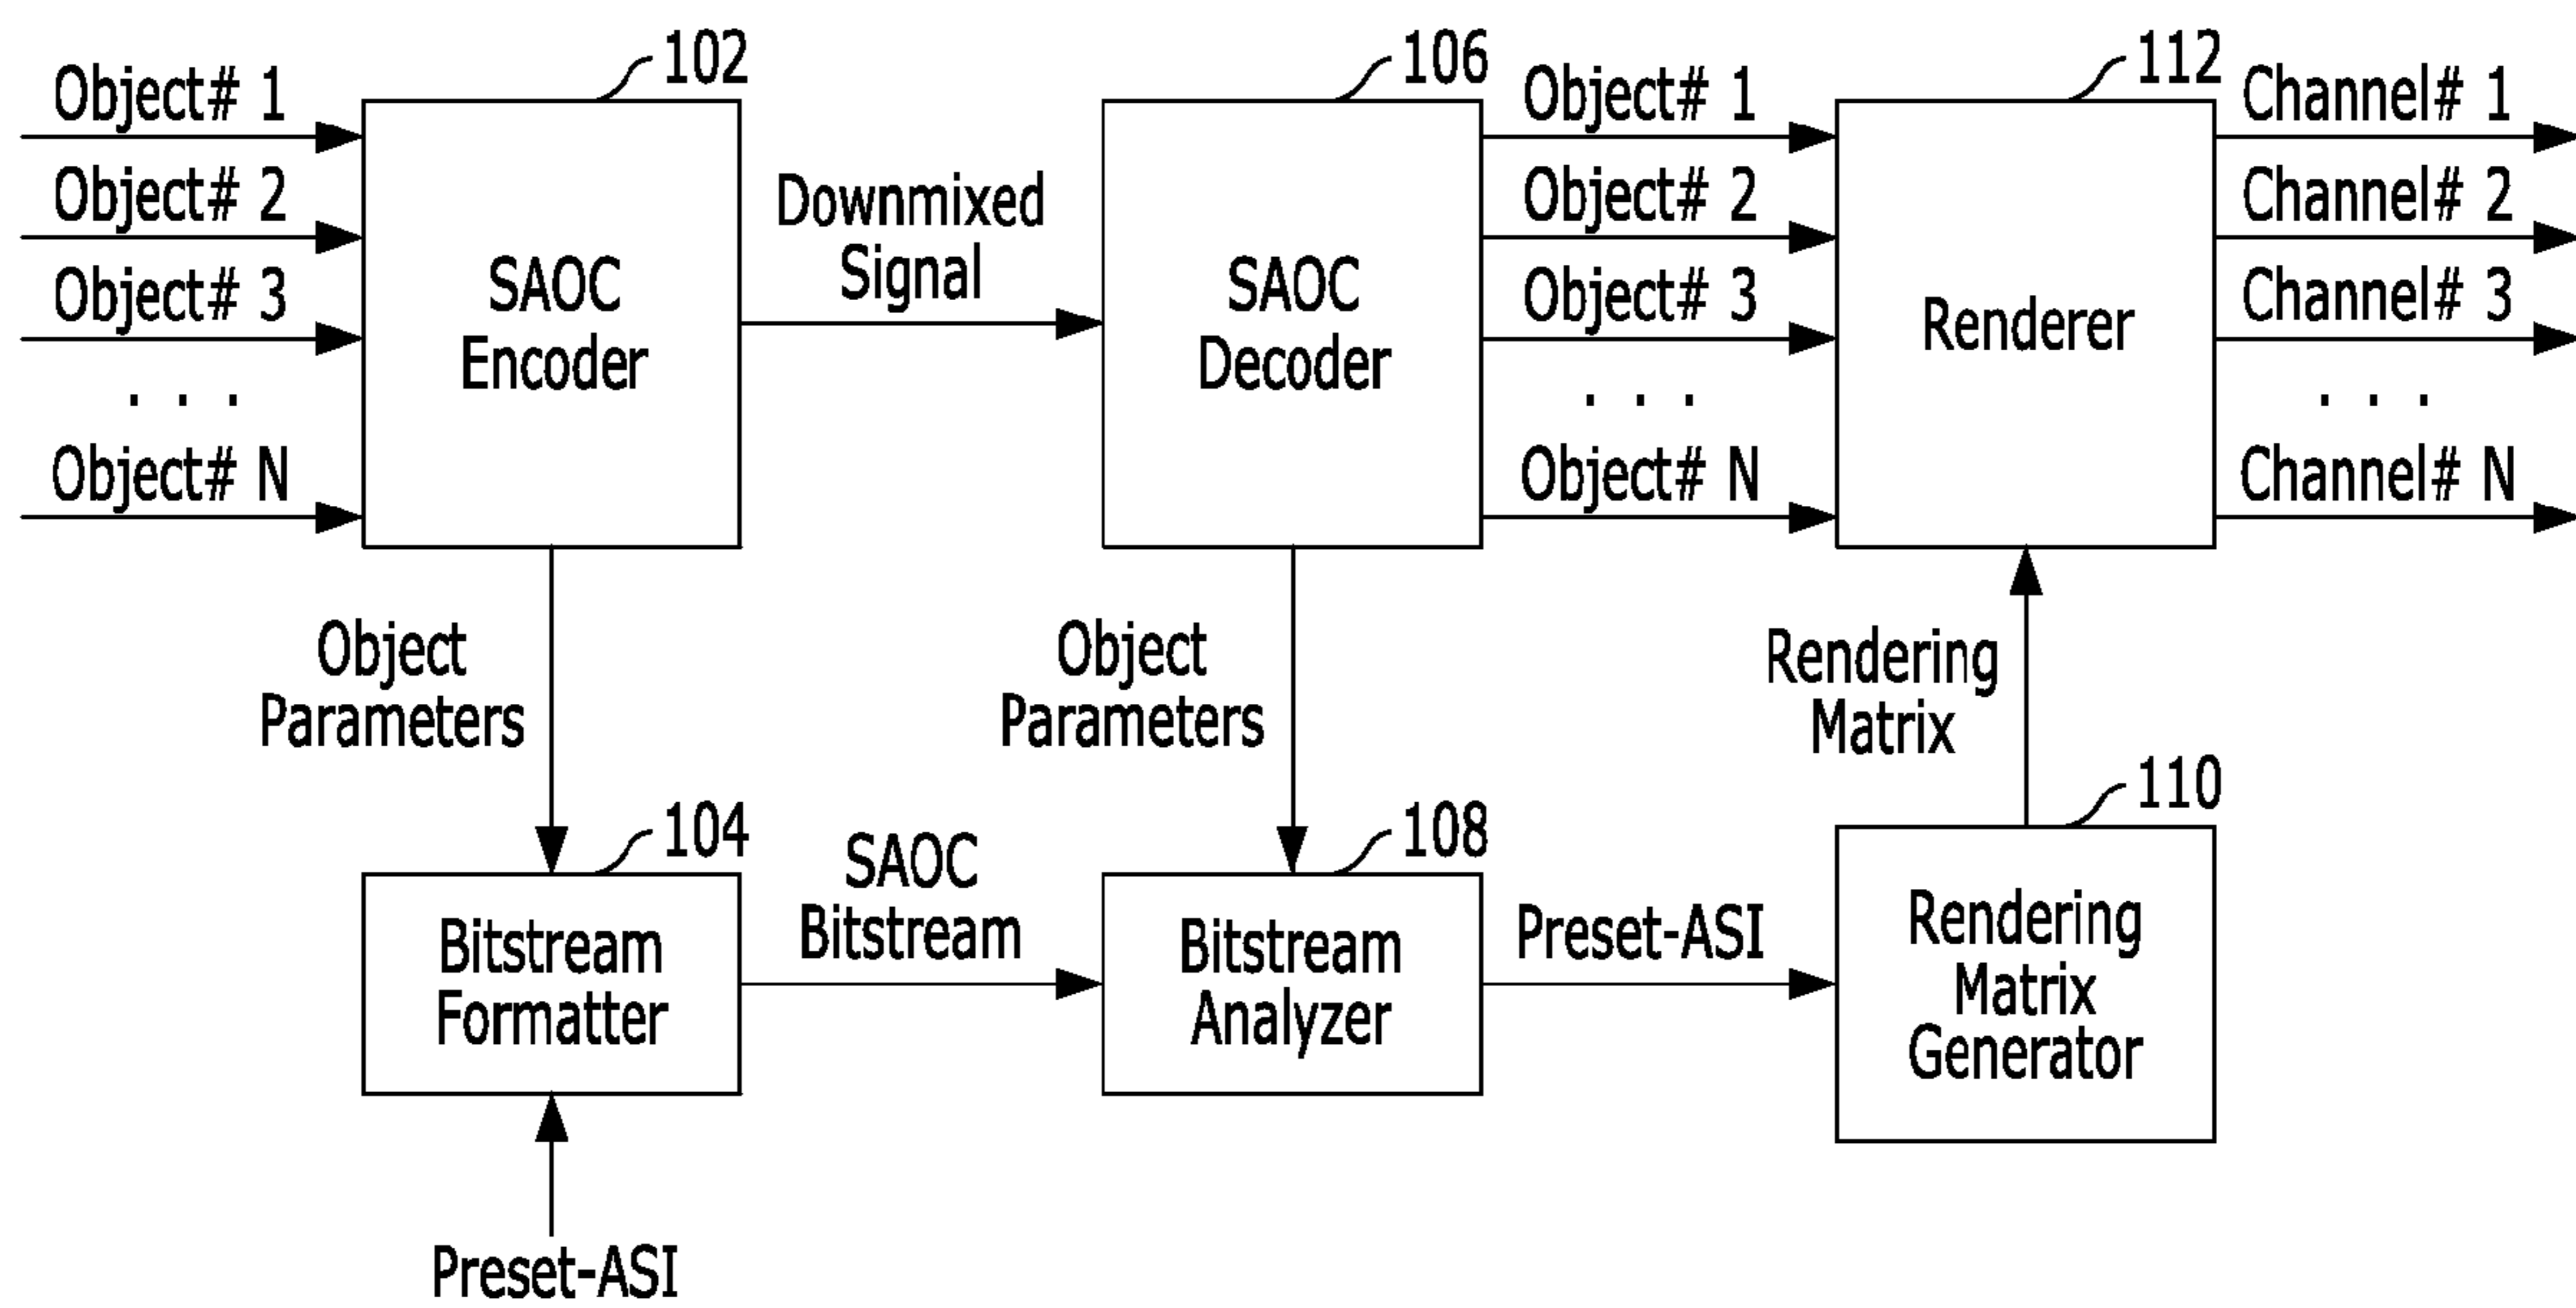 102
106
112
Object# 1
Object# 2
Object# 3
. . .
Object# N
SAOC
Encoder
Downmixed
Signal
SAOC
Decoder
Object# 1
Object# 2
Object# 3
. . .
Object# N
Renderer
Channel# 1
Channel# 2
Channel# 3
. . .
Channel# N
Object
Parameters
Object
Parameters
Rendering
Matrix
104
108
110
Bitstream
Formatter
SAOC
Bitstream
Bitstream
Analyzer
Preset-ASI
Rendering
Matrix
Generator
Preset-ASI